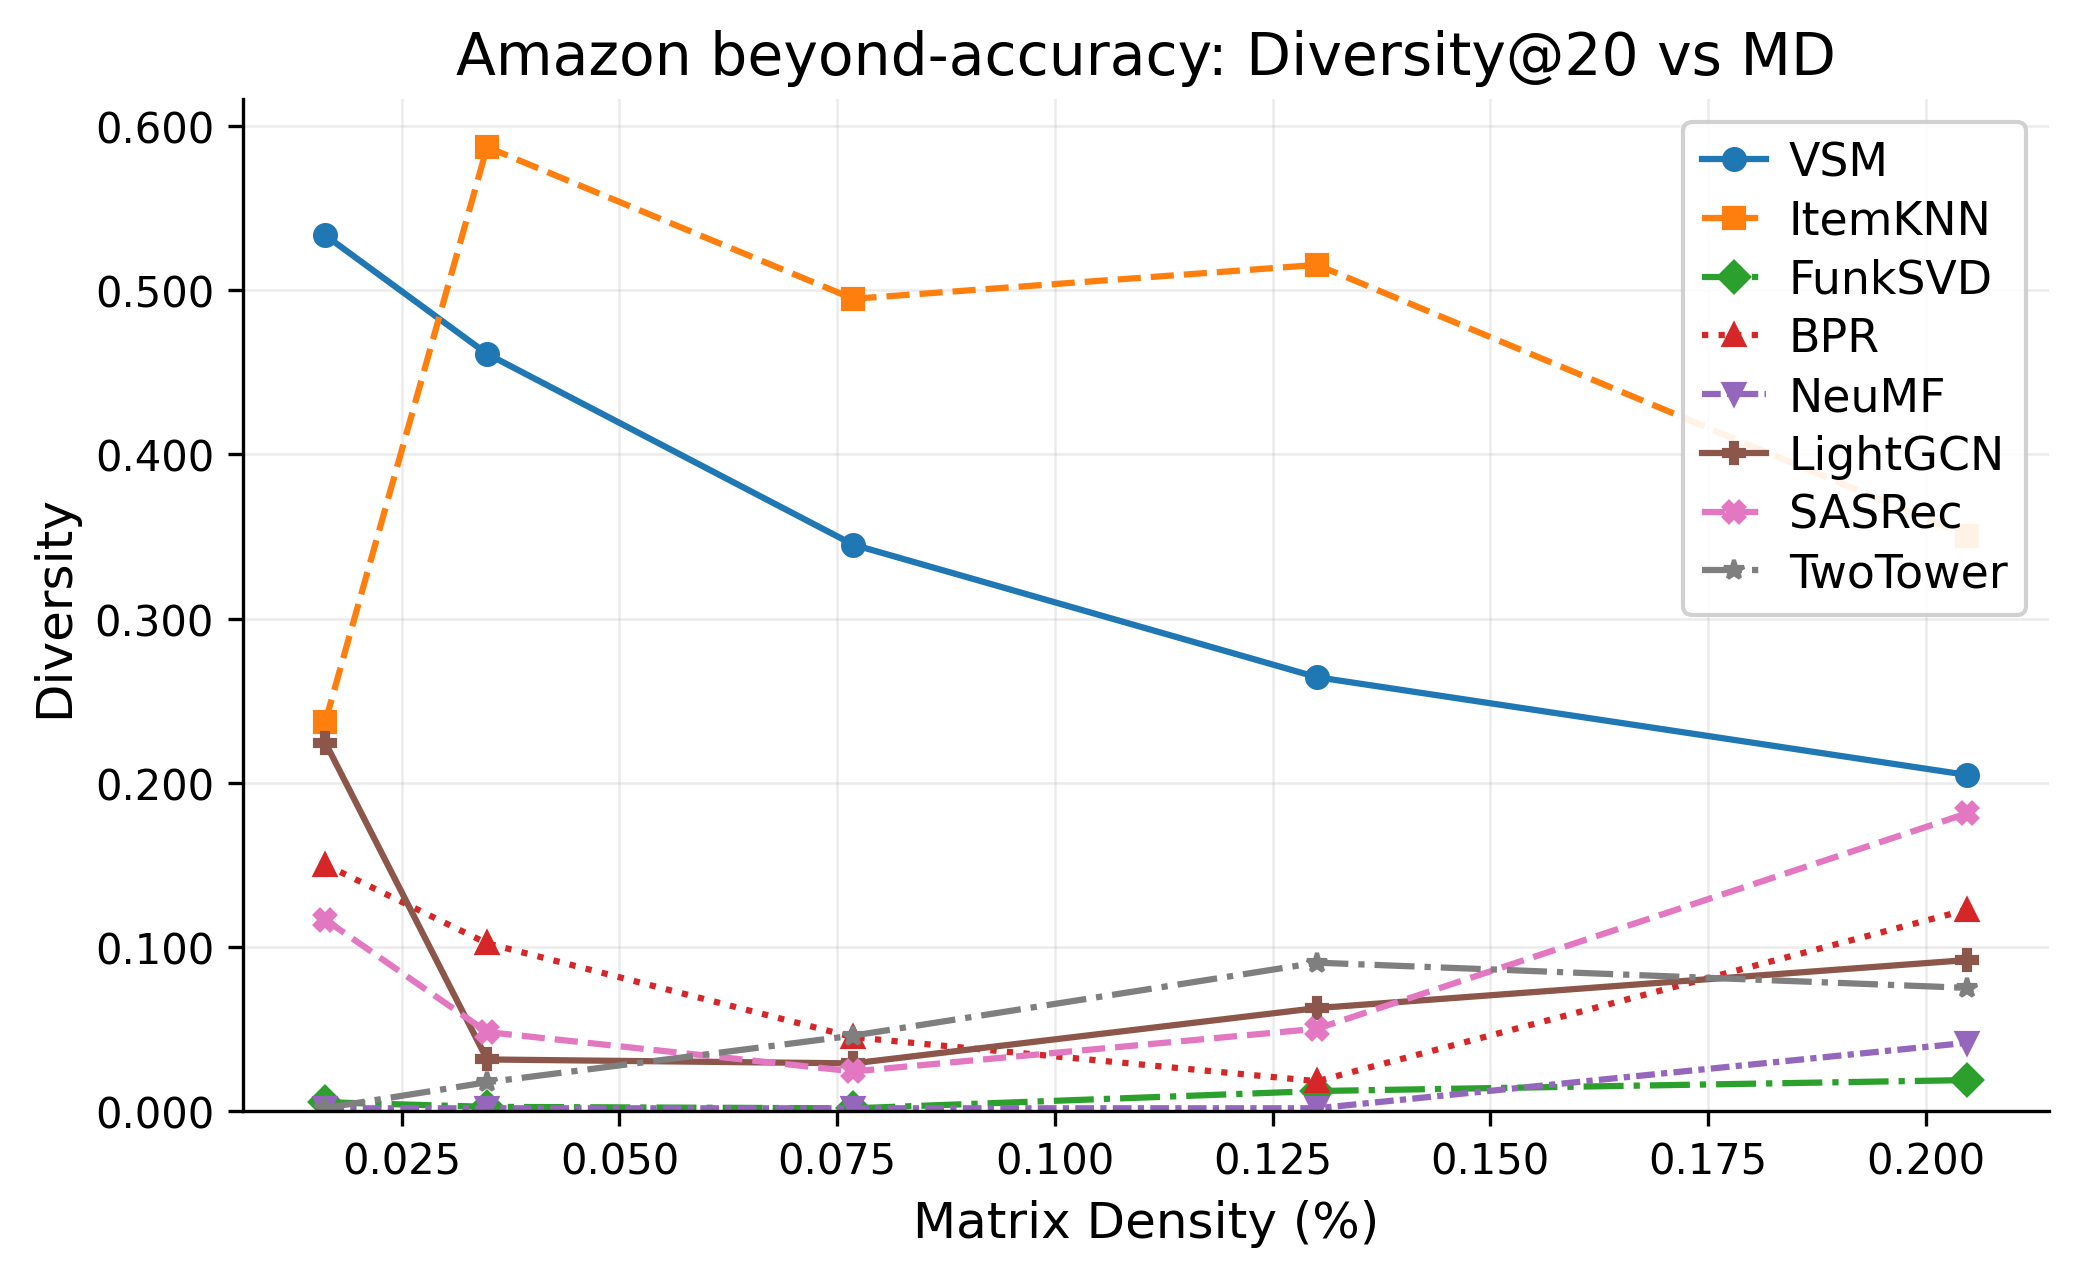 Amazon beyond-accuracy: Diversity@20 vs MD
0.600
0.500
0.400
0.300
0.200
0.100
0.000
Diversity
VSM
ItemKNN
FunkSVD
BPR
NeuMF
LightGCN
SASRec
TwoTower
0.025 0.050 0.075 0.100 0.125 0.150 0.175 0.200
Matrix Density (%)